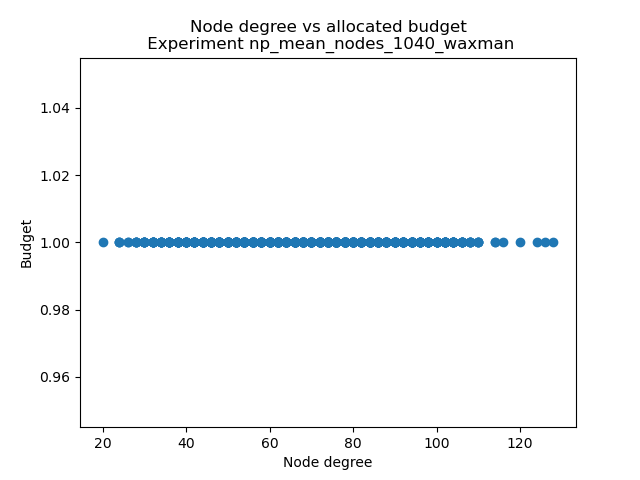 Node degree vs allocated budget
Experiment np_mean_nodes_1040_waxman
1.04
1.02
1.00
0.98
0.96
Budget
20 40 60 80 100 120
Node degree